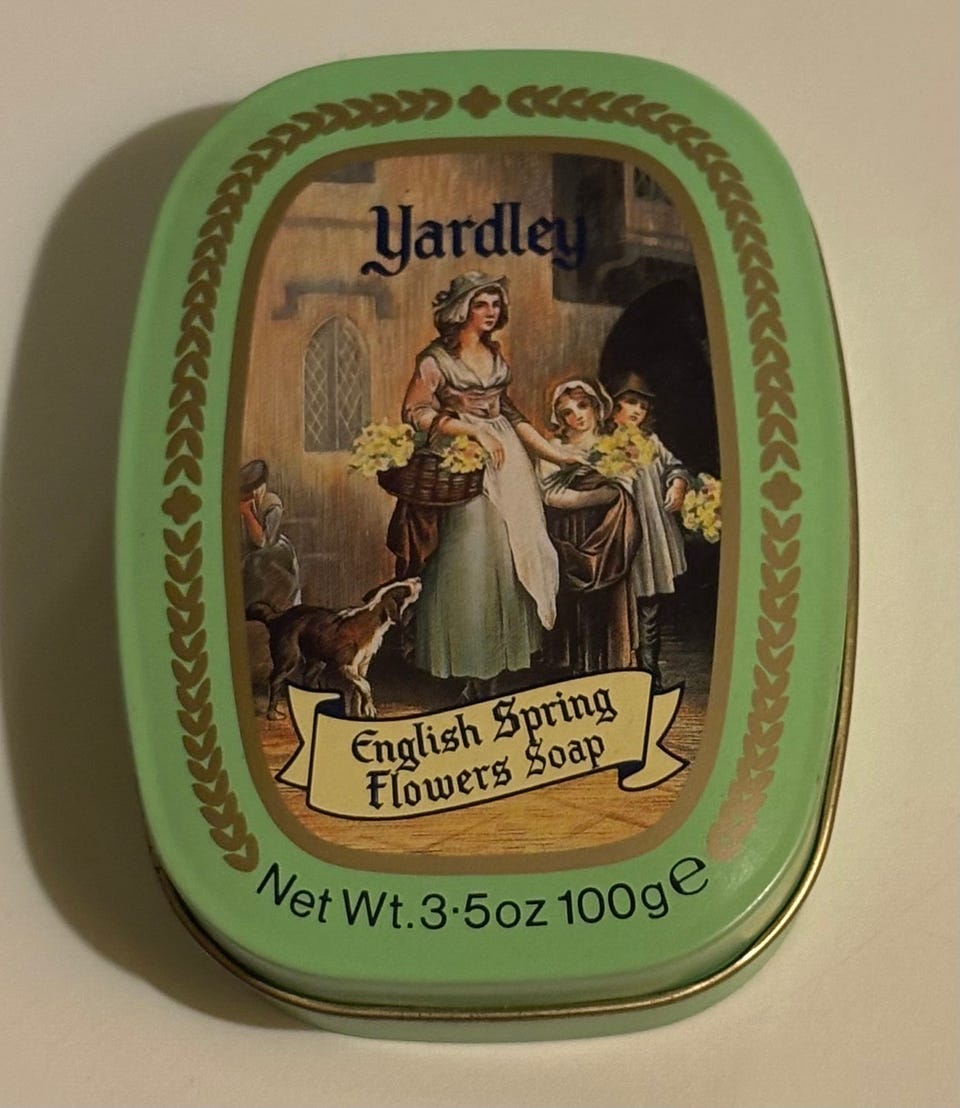 Yardley
English Spring
Flowers Soap
Net Wt. 3·5oz 100g ℮